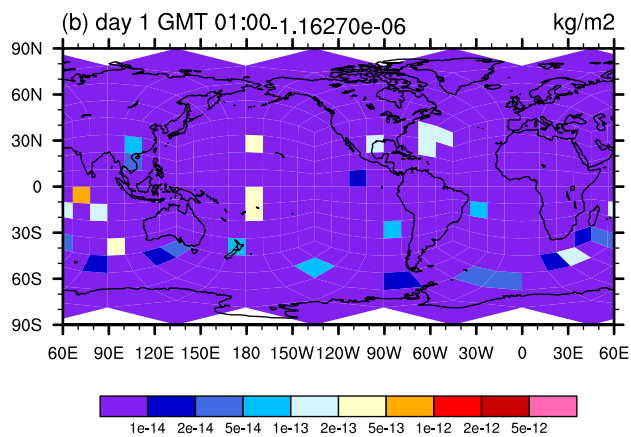 (b) day 1 GMT 01:00 -1.16270e-06 kg/m2
90N
60N
30N
0
30S
60S
90S
60E 90E 120E 150E 180 150W 120W 90W 60W 30W 0 30E 60E
1e-14 2e-14 5e-14 1e-13 2e-13 5e-13 1e-12 2e-12 5e-12